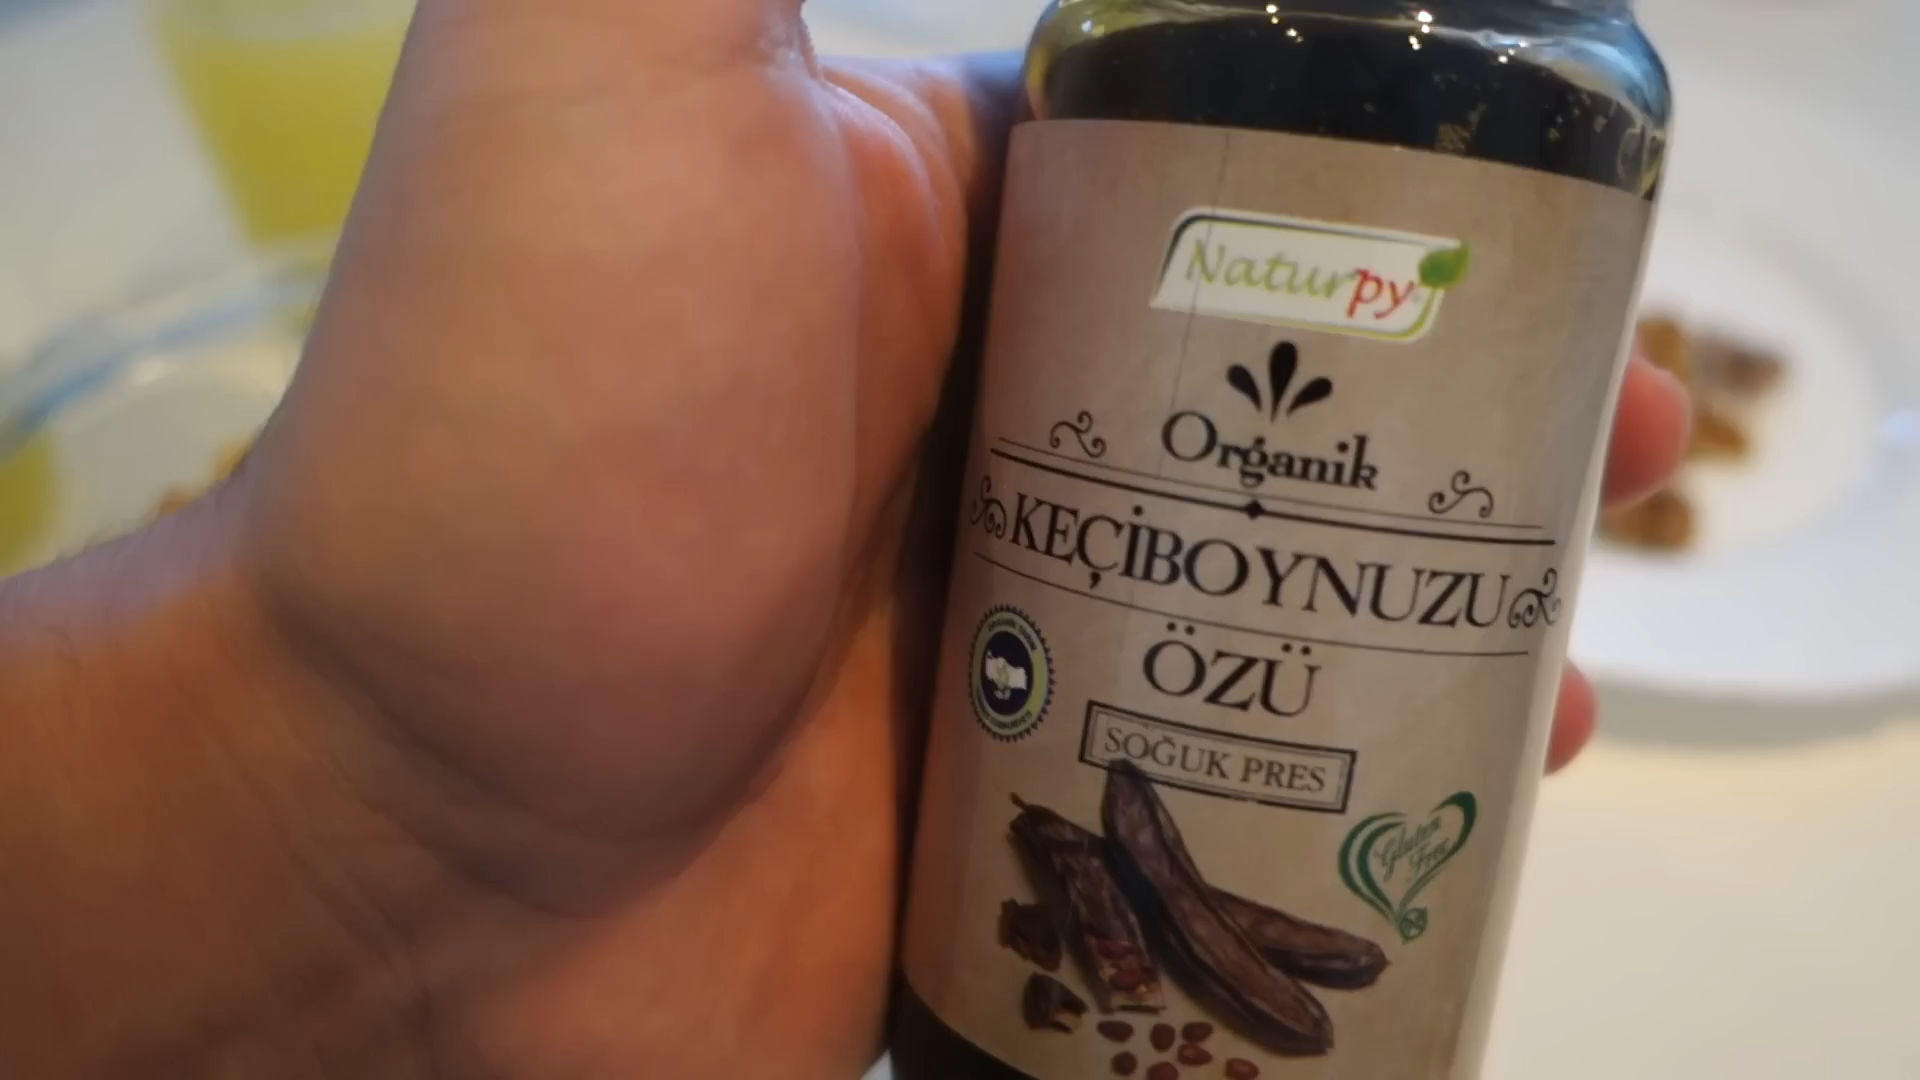 Naturpy
Organik
KEÇİBOYNUZU
ÖZÜ
SOĞUK PRES
Gluten
Free